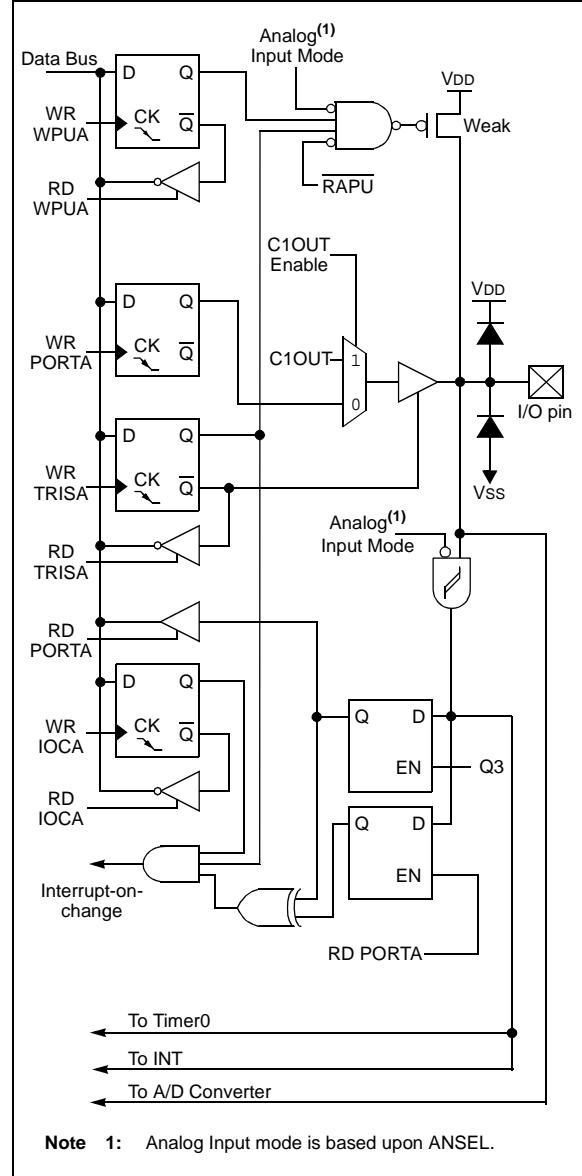 Analog(1)
Input Mode
Data Bus
D Q
VDD
WR
WPUA
CK
Q
Weak
RD
WPUA
RAPU
C1OUT
Enable
VDD
D Q
WR
PORTA
CK
Q
C1OUT
1
0
I/O pin
D Q
WR
TRISA
CK
Q
VSS
Analog(1)
Input Mode
RD
TRISA
RD
PORTA
D Q
WR
IOCA
CK
Q
Q D
EN
Q3
RD
IOCA
Q D
EN
Interrupt-on-
change
RD PORTA
To Timer0
To INT
To A/D Converter
Note 1: Analog Input mode is based upon ANSEL.